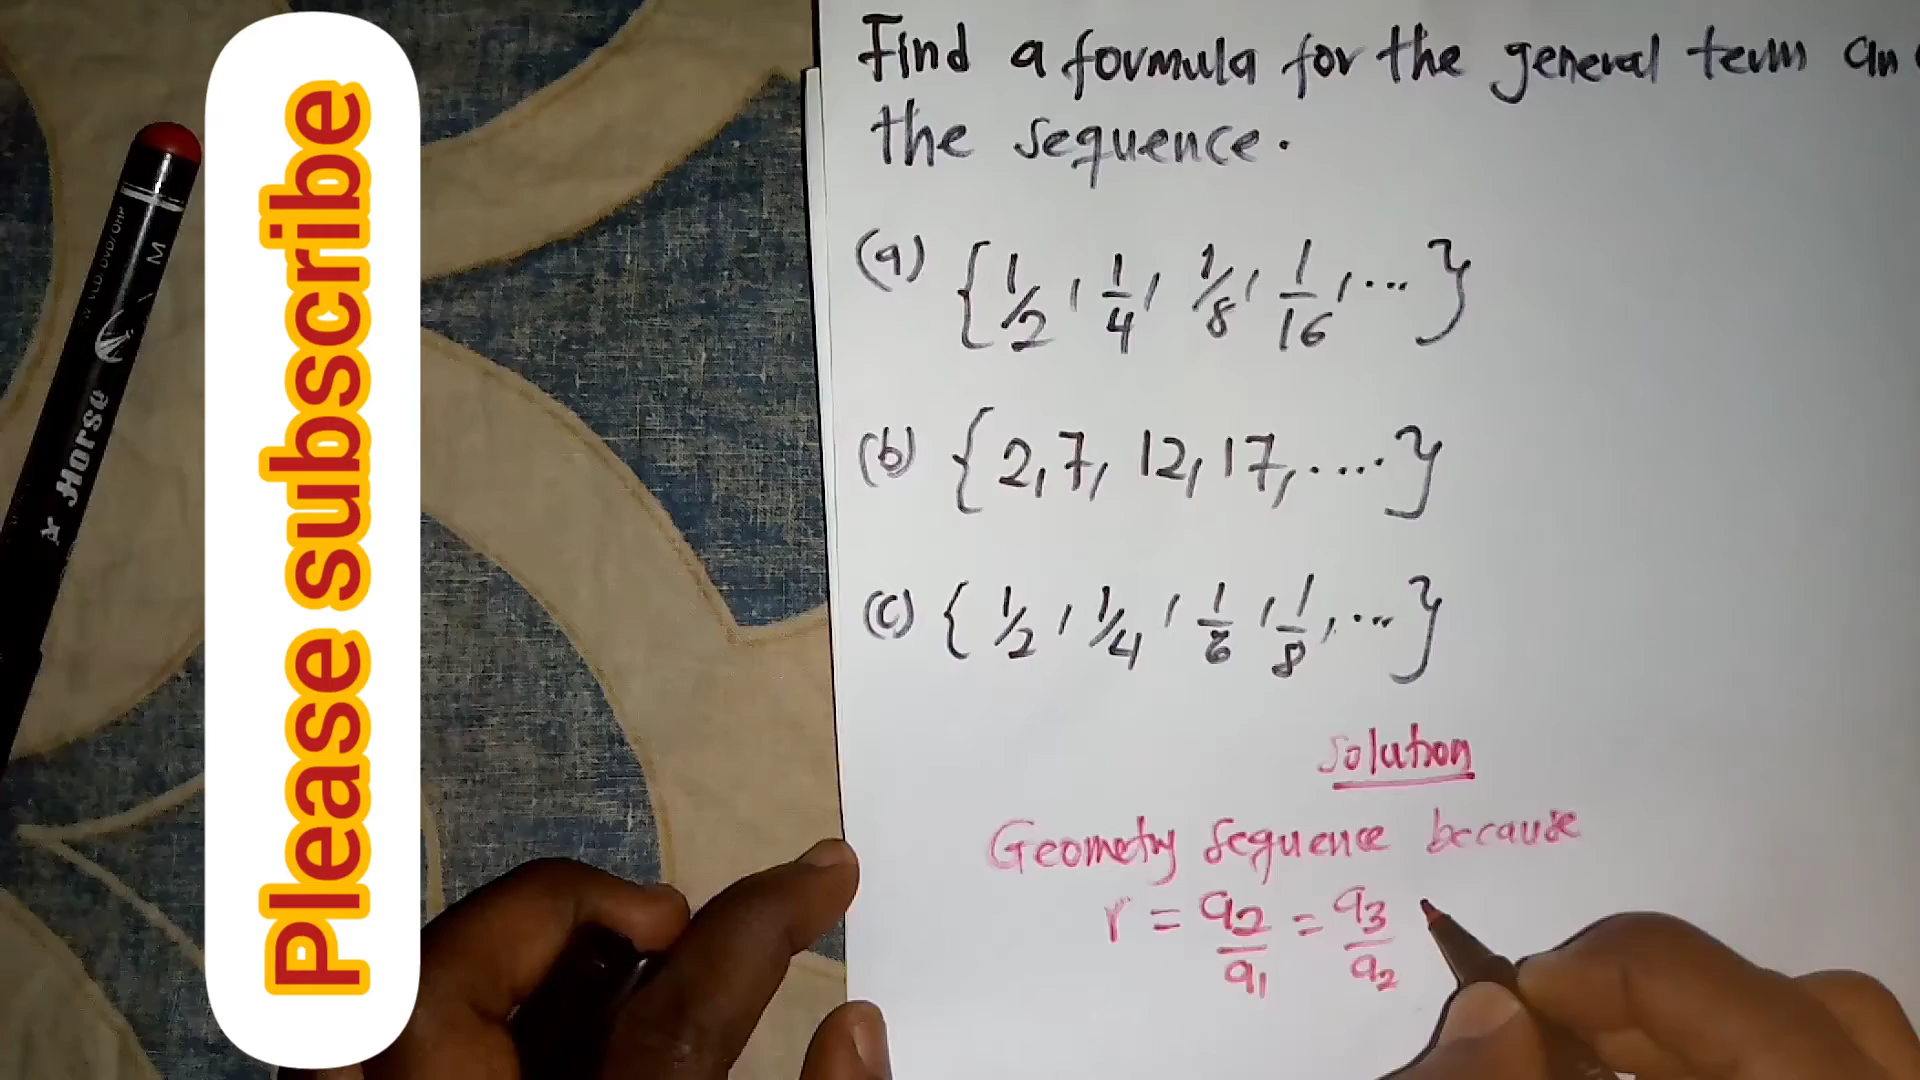 Please subscribe
Horse
M
Find a formula for the general term an
the sequence.
(a) {1/2, 1/4, 1/8, 1/16, ...}
(b) {2, 7, 12, 17, ....}
(c) {1/2, 1/4, 1/6, 1/8, ...}
Solution
Geometry Sequence because
r = a2/a1 = a3/a2